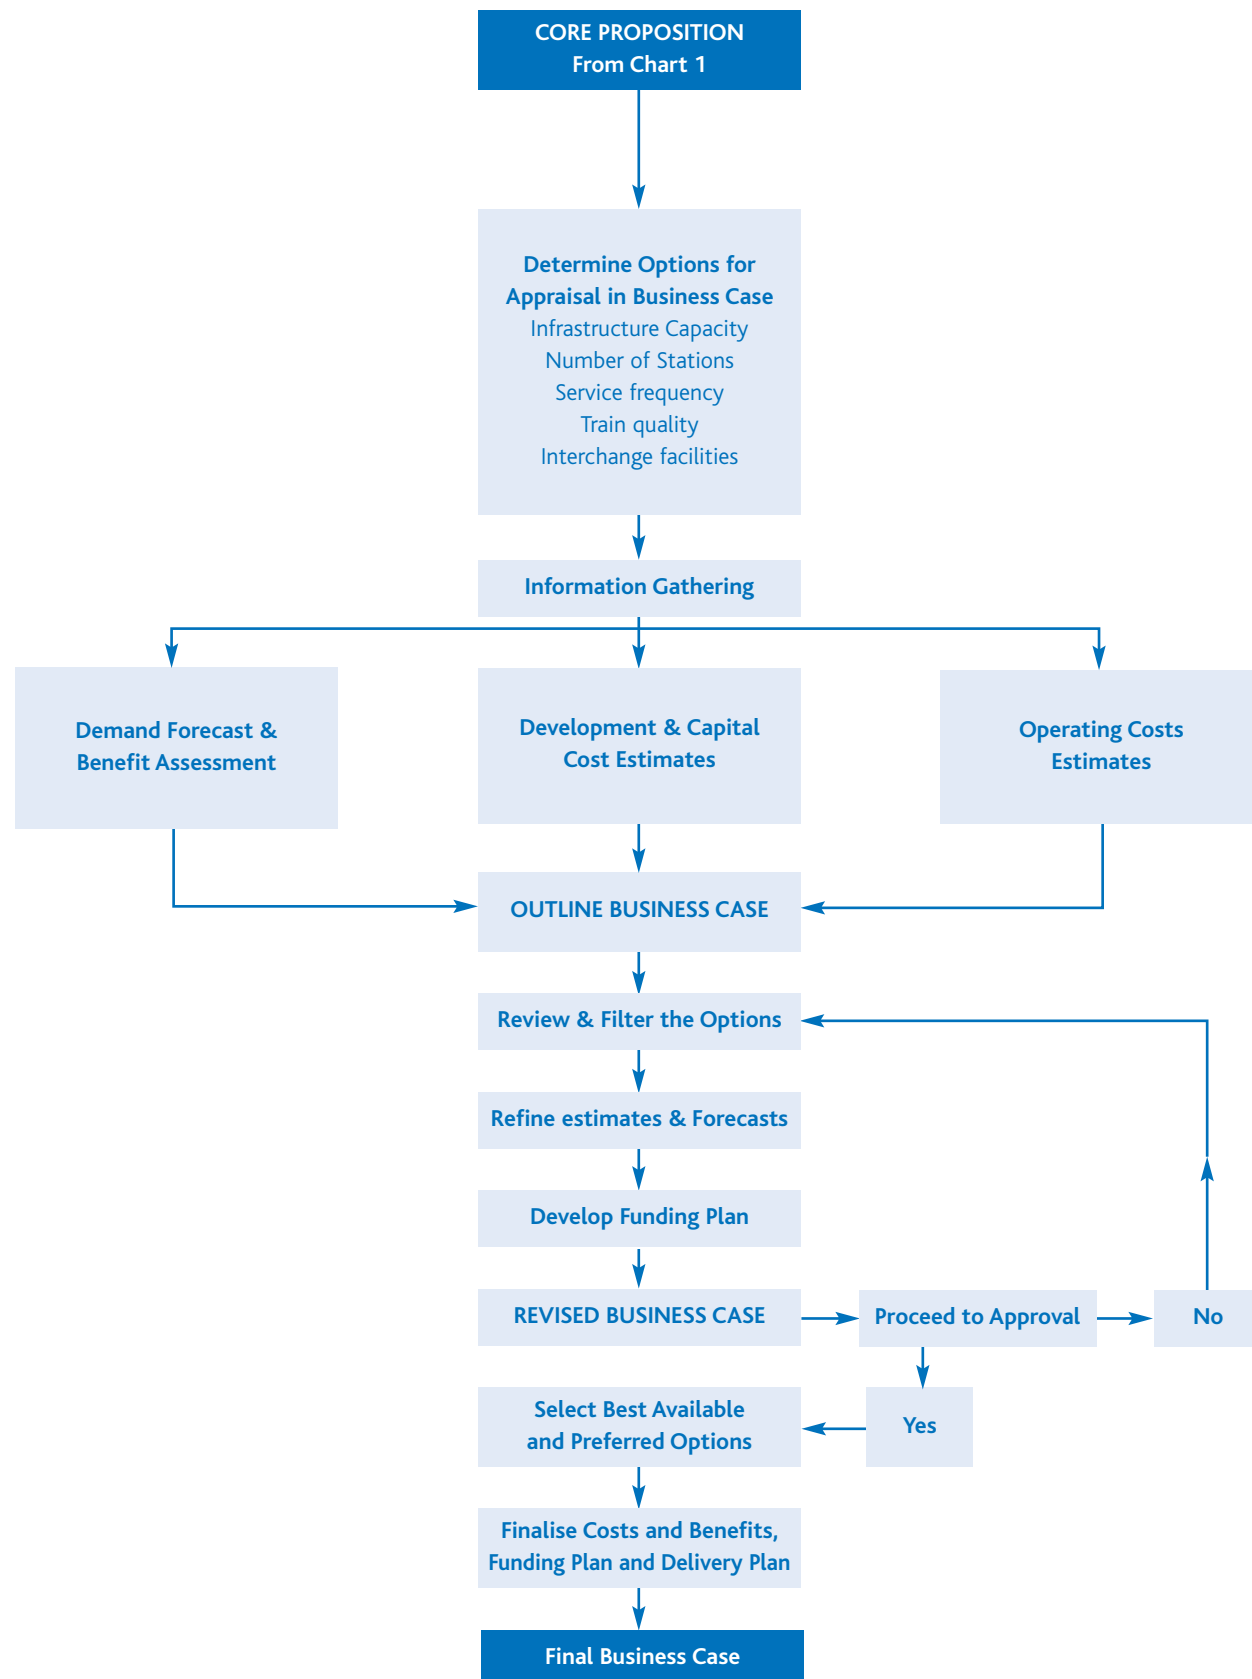 CORE PROPOSITION
From Chart 1
Determine Options for
Appraisal in Business Case
Infrastructure Capacity
Number of Stations
Service frequency
Train quality
Interchange facilities
Information Gathering
Demand Forecast &
Benefit Assessment
Development & Capital
Cost Estimates
Operating Costs
Estimates
OUTLINE BUSINESS CASE
Review & Filter the Options
Refine estimates & Forecasts
Develop Funding Plan
REVISED BUSINESS CASE
Proceed to Approval
No
Select Best Available
and Preferred Options
Yes
Finalise Costs and Benefits,
Funding Plan and Delivery Plan
Final Business Case